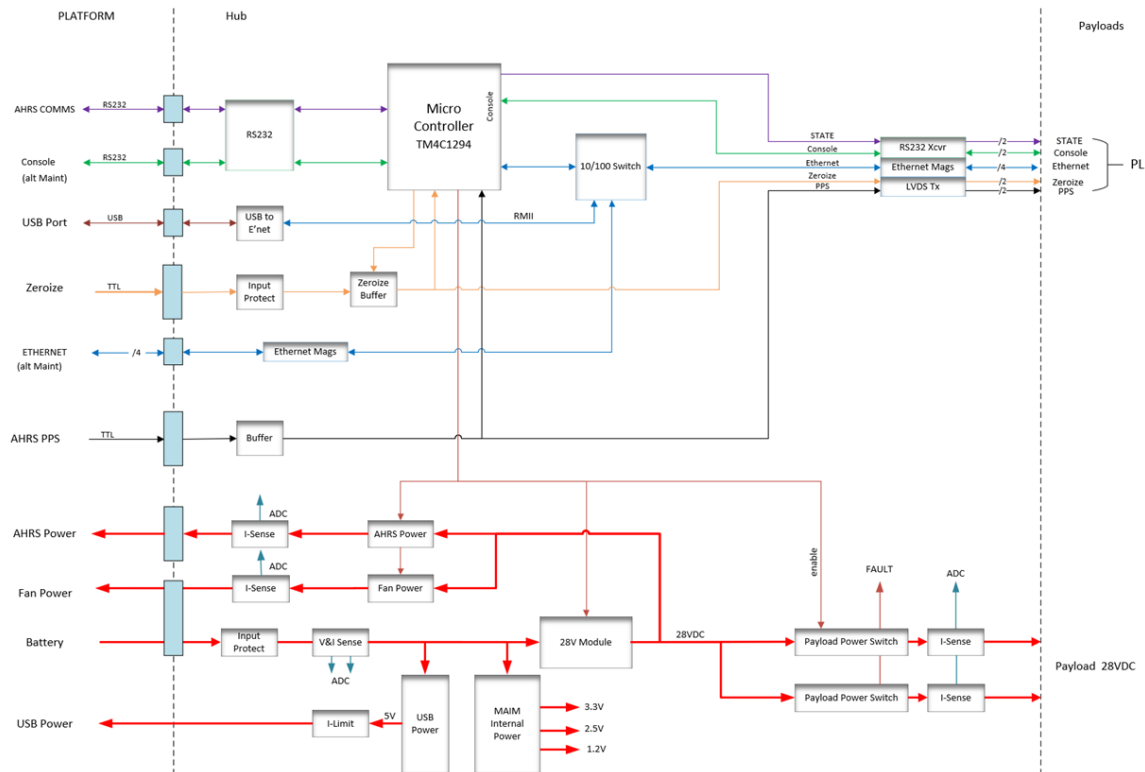 PLATFORM
Hub
Payloads
AHRS COMMS
RS232
RS232
Micro
Controller
TM4C1294
Console
Console
(alt Maint)
RS232
10/100 Switch
STATE
Console
Ethernet
Zeroize
PPS
RS232 Xcvr
Ethernet Mags
LVDS Tx
/2
/2
/4
/2
/2
STATE
Console
Ethernet
Zeroize
PPS
PL
USB Port
USB
USB to
E'net
RMII
Zeroize
TTL
Input
Protect
Zeroize
Buffer
ETHERNET
(alt Maint)
/4
Ethernet Mags
AHRS PPS
TTL
Buffer
AHRS Power
ADC
I-Sense
AHRS Power
enable
FAULT
ADC
Fan Power
ADC
I-Sense
Fan Power
Battery
Input
Protect
V&I Sense
ADC
28V Module
28VDC
Payload Power Switch
I-Sense
Payload Power Switch
I-Sense
Payload 28VDC
USB Power
I-Limit
5V
USB
Power
MAIM
Internal
Power
3.3V
2.5V
1.2V